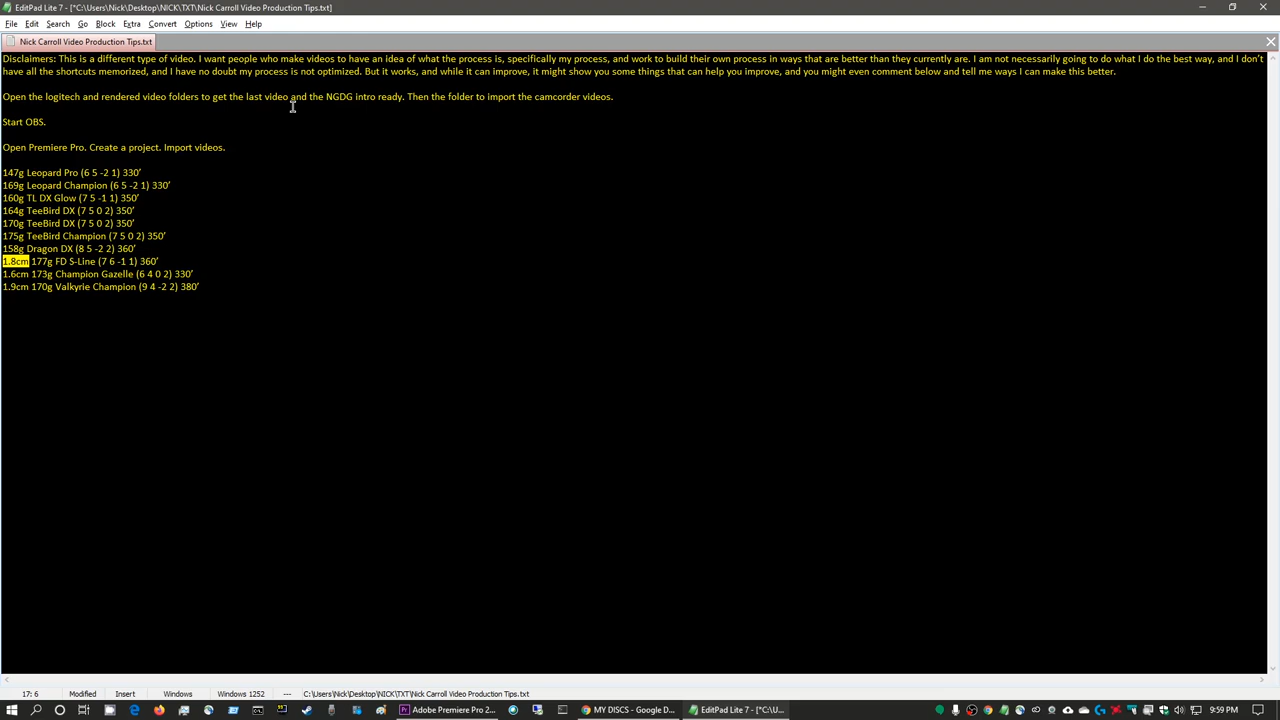 EditPad Lite 7 - [*C:\Users\Nick\Desktop\NICK\TXT\Nick Carroll Video Production Tips.txt]
File Edit Search Go Block Extra Convert Options View Help
Nick Carroll Video Production Tips.txt
Disclaimers: This is a different type of video. I want people who make videos to have an idea of what the process is, specifically my process, and work to build their own process in ways that are better than they currently are. I am not necessarily going to do what I do the best way, and I don’t
have all the shortcuts memorized, and I have no doubt my process is not optimized. But it works, and while it can improve, it might show you some things that can help you improve, and you might even comment below and tell me ways I can make this better.
Open the logitech and rendered video folders to get the last video and the NGDG intro ready. Then the folder to import the camcorder videos.
Start OBS.
Open Premiere Pro. Create a project. Import videos.
147g Leopard Pro (6 5 -2 1) 330’
169g Leopard Champion (6 5 -2 1) 330’
160g TL DX Glow (7 5 -1 1) 350’
164g TeeBird DX (7 5 0 2) 350’
170g TeeBird DX (7 5 0 2) 350’
175g TeeBird Champion (7 5 0 2) 350’
158g Dragon DX (8 5 -2 2) 360’
1.8cm 177g FD S-Line (7 6 -1 1) 360’
1.6cm 173g Champion Gazelle (6 4 0 2) 330’
1.9cm 170g Valkyrie Champion (9 4 -2 2) 380’
17: 6 Modified Insert Windows Windows 1252 --- C:\Users\Nick\Desktop\NICK\TXT\Nick Carroll Video Production Tips.txt
Adobe Premiere Pro 2... MY DISCS - Google D... EditPad Lite 7 - [*C:\U... 9:59 PM